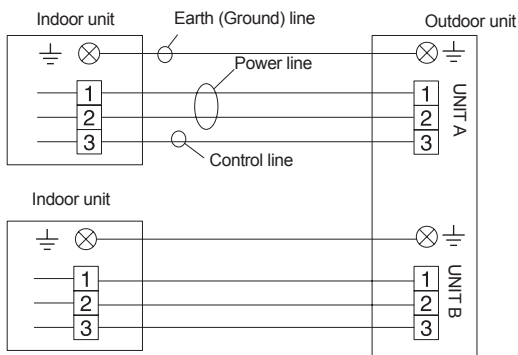 Indoor unit
Earth (Ground) line
Outdoor unit
Power line
1
1
2
2
3
3
UNIT A
Control line
Indoor unit
1
1
2
2
3
3
UNIT B